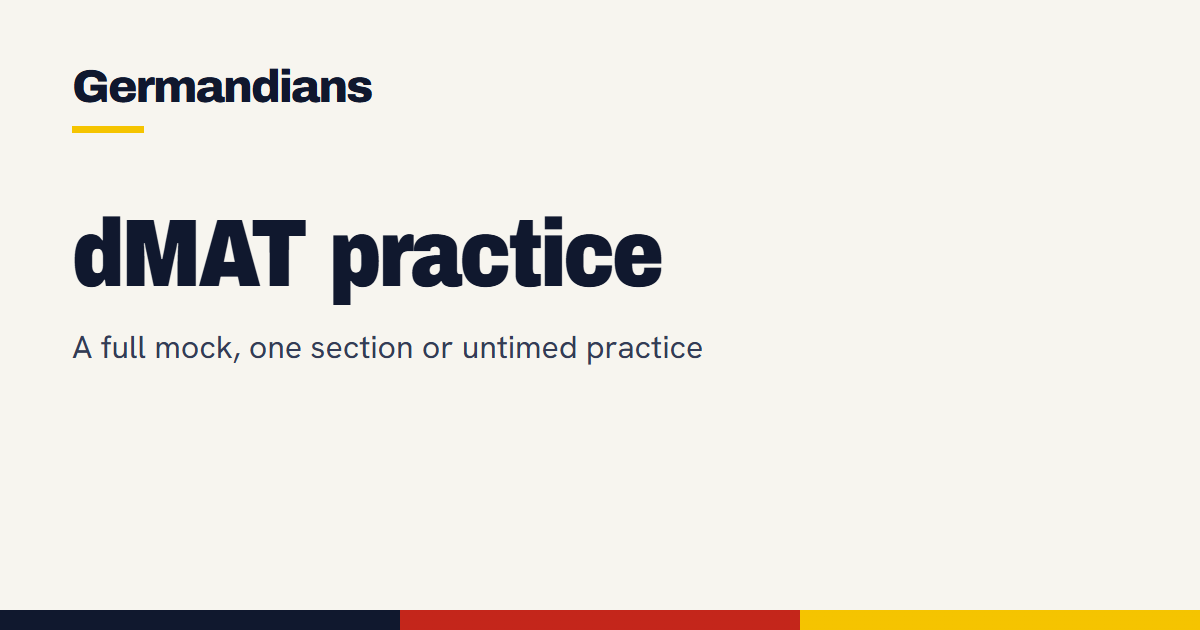 Germandians
dMAT practice
A full mock, one section or untimed practice